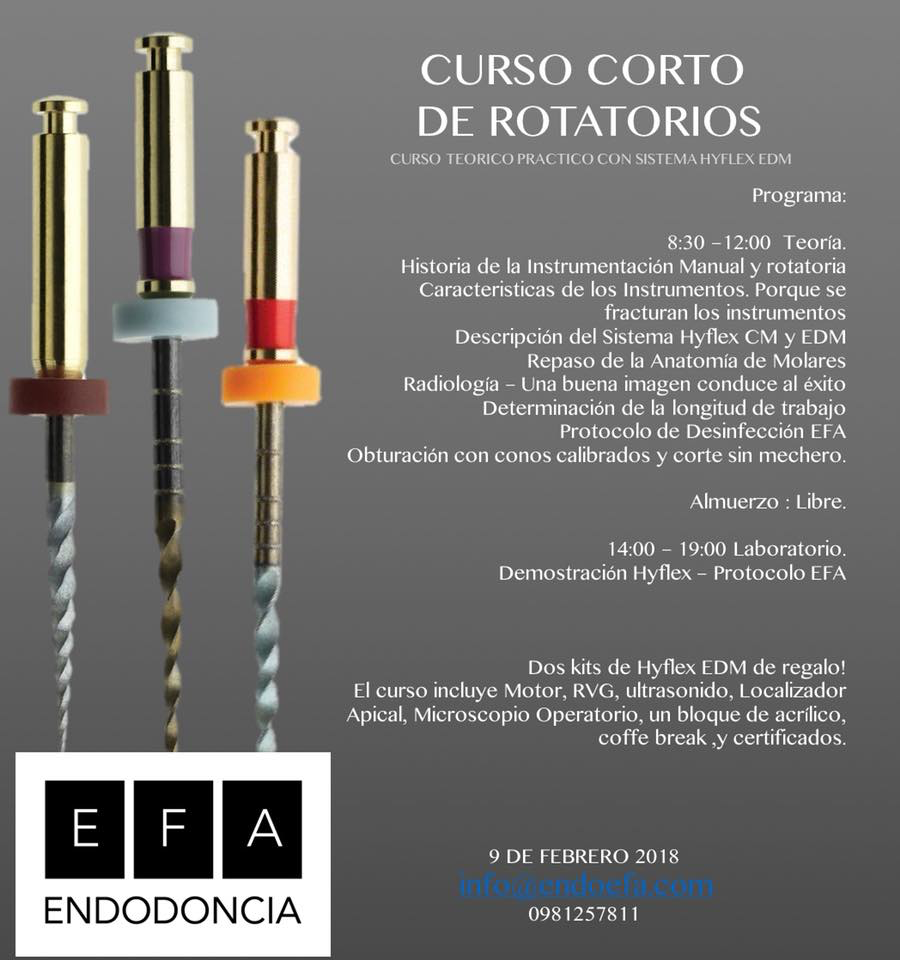 CURSO CORTO
DE ROTATORIOS
CURSO TEORICO PRACTICO CON SISTEMA HYFLEX EDM
Programa:
8:30 –12:00 Teoría.
Historia de la Instrumentación Manual y rotatoria
Caracteristicas de los Instrumentos. Porque se
fracturan los instrumentos
Descripción del Sistema Hyflex CM y EDM
Repaso de la Anatomía de Molares
Radiología – Una buena imagen conduce al éxito
Determinación de la longitud de trabajo
Protocolo de Desinfección EFA
Obturación con conos calibrados y corte sin mechero.
Almuerzo : Libre.
14:00 – 19:00 Laboratorio.
Demostración Hyflex – Protocolo EFA
Dos kits de Hyflex EDM de regalo!
El curso incluye Motor, RVG, ultrasonido, Localizador
Apical, Microscopio Operatorio, un bloque de acrílico,
coffe break ,y certificados.
9 DE FEBRERO 2018
info@endoefa.com
0981257811
E F A
ENDODONCIA